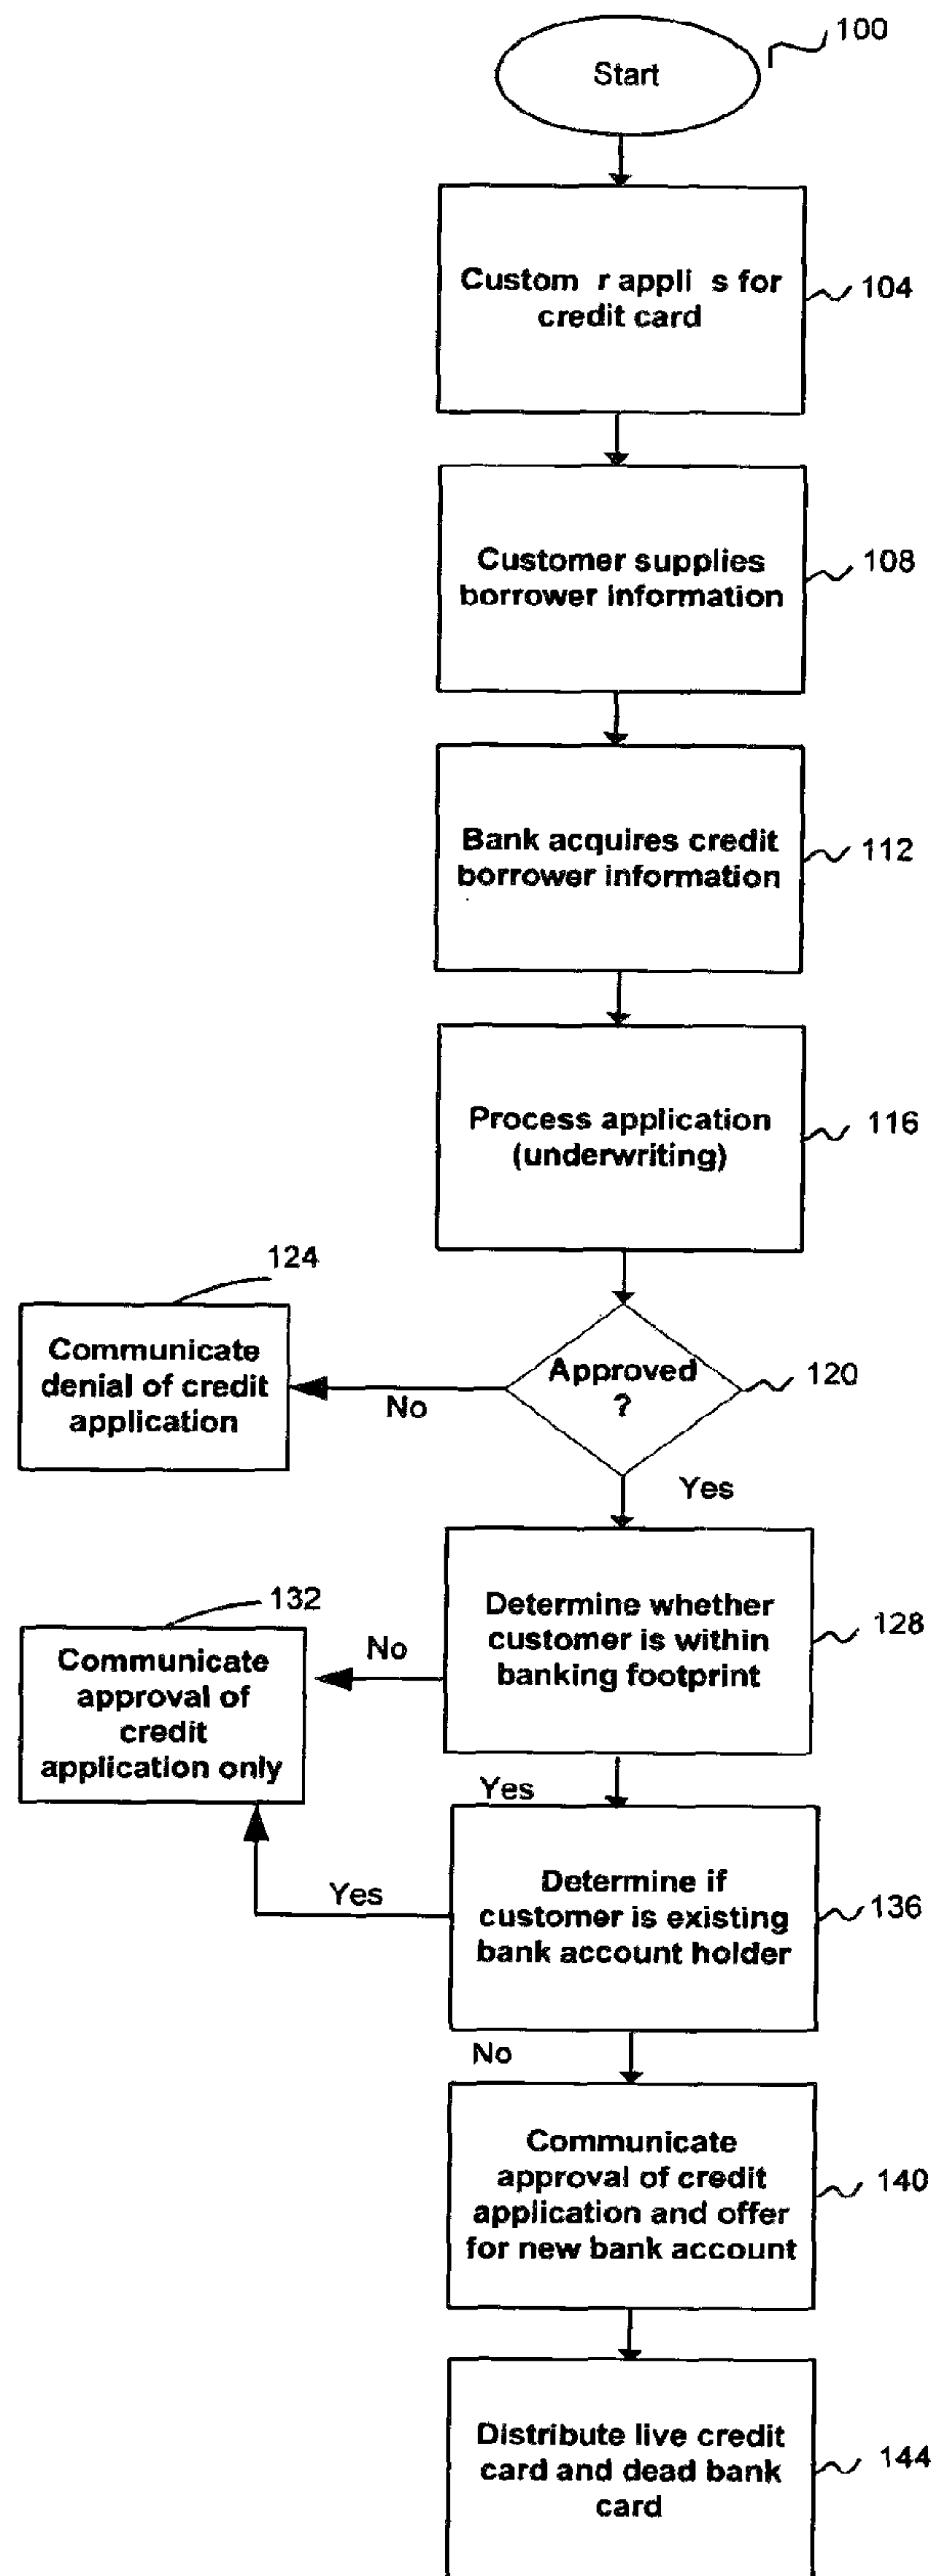 100
Start
Custom r appli s for
credit card
104
Customer supplies
borrower information
108
Bank acquires credit
borrower information
112
Process application
(underwriting)
116
124
Communicate
denial of credit
application
No
Approved
?
120
Yes
Determine whether
customer is within
banking footprint
128
132
Communicate
approval of
credit
application only
No
Yes
Determine if
customer is existing
bank account holder
136
Yes
No
Communicate
approval of credit
application and offer
for new bank account
140
Distribute live credit
card and dead bank
card
144